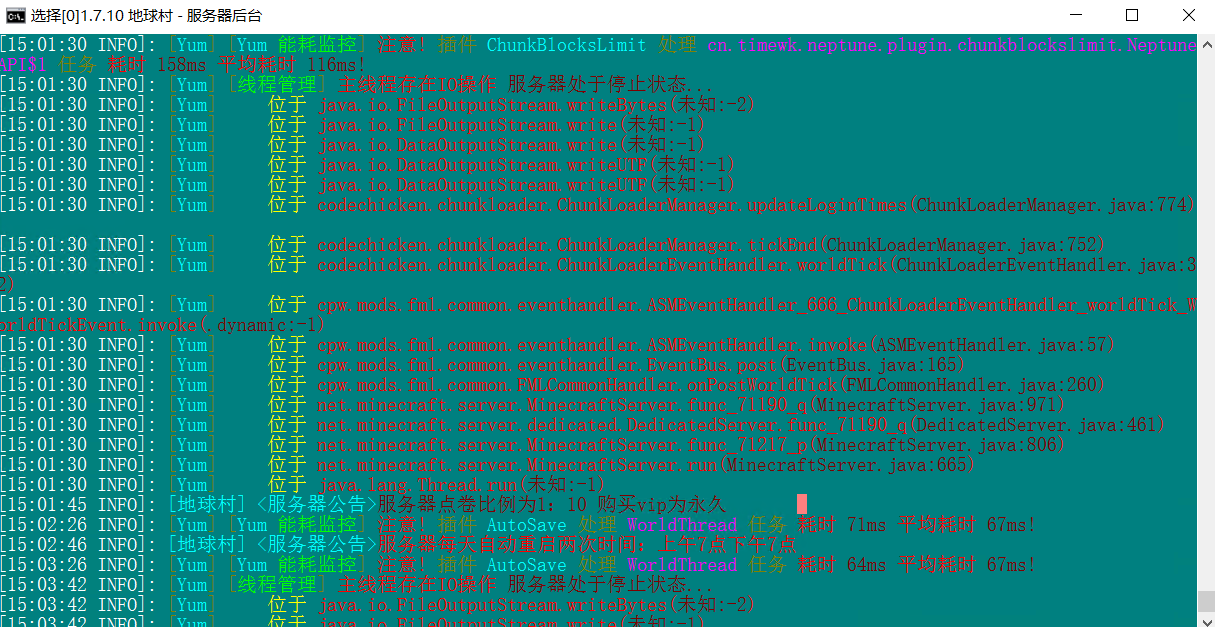 选择[0]1.7.10 地球村 - 服务器后台
[15:01:30 INFO]: [Yum] [Yum 能耗监控] 注意! 插件 ChunkBlocksLimit 处理 cn.timewk.neptune.plugin.chunkblockslimit.Neptune
API$1 任务 耗时 158ms 平均耗时 116ms!
[15:01:30 INFO]: [Yum] [线程管理] 主线程存在IO操作 服务器处于停止状态...
[15:01:30 INFO]: [Yum] 位于 java.io.FileOutputStream.writeBytes(未知:-2)
[15:01:30 INFO]: [Yum] 位于 java.io.FileOutputStream.write(未知:-1)
[15:01:30 INFO]: [Yum] 位于 java.io.DataOutputStream.write(未知:-1)
[15:01:30 INFO]: [Yum] 位于 java.io.DataOutputStream.writeUTF(未知:-1)
[15:01:30 INFO]: [Yum] 位于 java.io.DataOutputStream.writeUTF(未知:-1)
[15:01:30 INFO]: [Yum] 位于 codechicken.chunkloader.ChunkLoaderManager.updateLoginTimes(ChunkLoaderManager.java:774)
[15:01:30 INFO]: [Yum] 位于 codechicken.chunkloader.ChunkLoaderManager.tickEnd(ChunkLoaderManager.java:752)
[15:01:30 INFO]: [Yum] 位于 codechicken.chunkloader.ChunkLoaderEventHandler.worldTick(ChunkLoaderEventHandler.java:3
2)
[15:01:30 INFO]: [Yum] 位于 cpw.mods.fml.common.eventhandler.ASMEventHandler_666_ChunkLoaderEventHandler_worldTick_W
orldTickEvent.invoke(.dynamic:-1)
[15:01:30 INFO]: [Yum] 位于 cpw.mods.fml.common.eventhandler.ASMEventHandler.invoke(ASMEventHandler.java:57)
[15:01:30 INFO]: [Yum] 位于 cpw.mods.fml.common.eventhandler.EventBus.post(EventBus.java:165)
[15:01:30 INFO]: [Yum] 位于 cpw.mods.fml.common.FMLCommonHandler.onPostWorldTick(FMLCommonHandler.java:260)
[15:01:30 INFO]: [Yum] 位于 net.minecraft.server.MinecraftServer.func_71190_q(MinecraftServer.java:971)
[15:01:30 INFO]: [Yum] 位于 net.minecraft.server.dedicated.DedicatedServer.func_71190_q(DedicatedServer.java:461)
[15:01:30 INFO]: [Yum] 位于 net.minecraft.server.MinecraftServer.func_71217_p(MinecraftServer.java:806)
[15:01:30 INFO]: [Yum] 位于 net.minecraft.server.MinecraftServer.run(MinecraftServer.java:665)
[15:01:30 INFO]: [Yum] 位于 java.lang.Thread.run(未知:-1)
[15:01:45 INFO]: [地球村] <服务器公告>服务器点卷比例为1：10 购买vip为永久
[15:02:26 INFO]: [Yum] [Yum 能耗监控] 注意! 插件 AutoSave 处理 WorldThread 任务 耗时 71ms 平均耗时 67ms!
[15:02:46 INFO]: [地球村] <服务器公告>服务器每天自动重启两次时间：上午7点下午7点
[15:03:26 INFO]: [Yum] [Yum 能耗监控] 注意! 插件 AutoSave 处理 WorldThread 任务 耗时 64ms 平均耗时 67ms!
[15:03:42 INFO]: [Yum] [线程管理] 主线程存在IO操作 服务器处于停止状态...
[15:03:42 INFO]: [Yum] 位于 java.io.FileOutputStream.writeBytes(未知:-2)
[15:03:42 INFO]: [Yum] 位于 java.io.FileOutputStream.write(未知:-1)